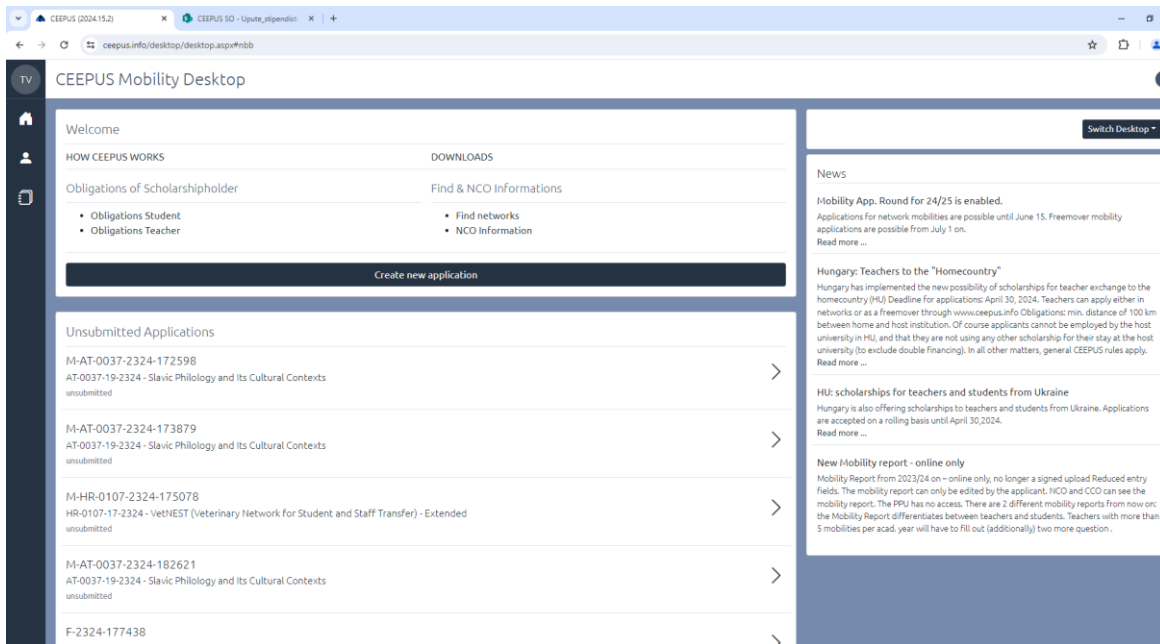 CEEPUS (2024.15.2)
CEEPUS SO - Upute_stipendisti
ceepus.info/desktop/desktop.aspx#nbb
TV
CEEPUS Mobility Desktop
Welcome
HOW CEEPUS WORKS
DOWNLOADS
Obligations of Scholarshipholder
Find & NCO Informations
• Obligations Student
• Obligations Teacher
• Find networks
• NCO Information
Create new application
Unsubmitted Applications
M-AT-0037-2324-172598
AT-0037-19-2324 - Slavic Philology and Its Cultural Contexts
unsubmitted
M-AT-0037-2324-173879
AT-0037-19-2324 - Slavic Philology and Its Cultural Contexts
unsubmitted
M-HR-0107-2324-175078
HR-0107-17-2324 - VetNEST (Veterinary Network for Student and Staff Transfer) - Extended
unsubmitted
M-AT-0037-2324-182621
AT-0037-19-2324 - Slavic Philology and Its Cultural Contexts
unsubmitted
F-2324-177438
Switch Desktop
News
Mobility App. Round for 24/25 is enabled.
Applications for network mobilities are possible until June 15. Freemover mobility
applications are possible from July 1 on.
Read more ...
Hungary: Teachers to the "Homecountry"
Hungary has implemented the new possibility of scholarships for teacher exchange to the
homecountry (HU) Deadline for applications: April 30, 2024. Teachers can apply either in
networks or as a freemover through www.ceepus.info Obligations: min. distance of 100 km
between home and host institution. Of course applicants cannot be employed by the host
university in HU, and that they are not using any other scholarship for their stay at the host
university (to exclude double financing). In all other matters, general CEEPUS rules apply.
Read more ...
HU: scholarships for teachers and students from Ukraine
Hungary is also offering scholarships to teachers and students from Ukraine. Applications
are accepted on a rolling basis until April 30,2024.
Read more ...
New Mobility report - online only
Mobility Report from 2023/24 on – online only, no longer a signed upload Reduced entry
fields. The mobility report can only be edited by the applicant. NCO and CCO can see the
mobility report. The PPU has no access. There are 2 different mobility reports from now on:
the Mobility Report differentiates between teachers and students. Teachers with more than
5 mobilities per acad. year will have to fill out (additionally) two more question .